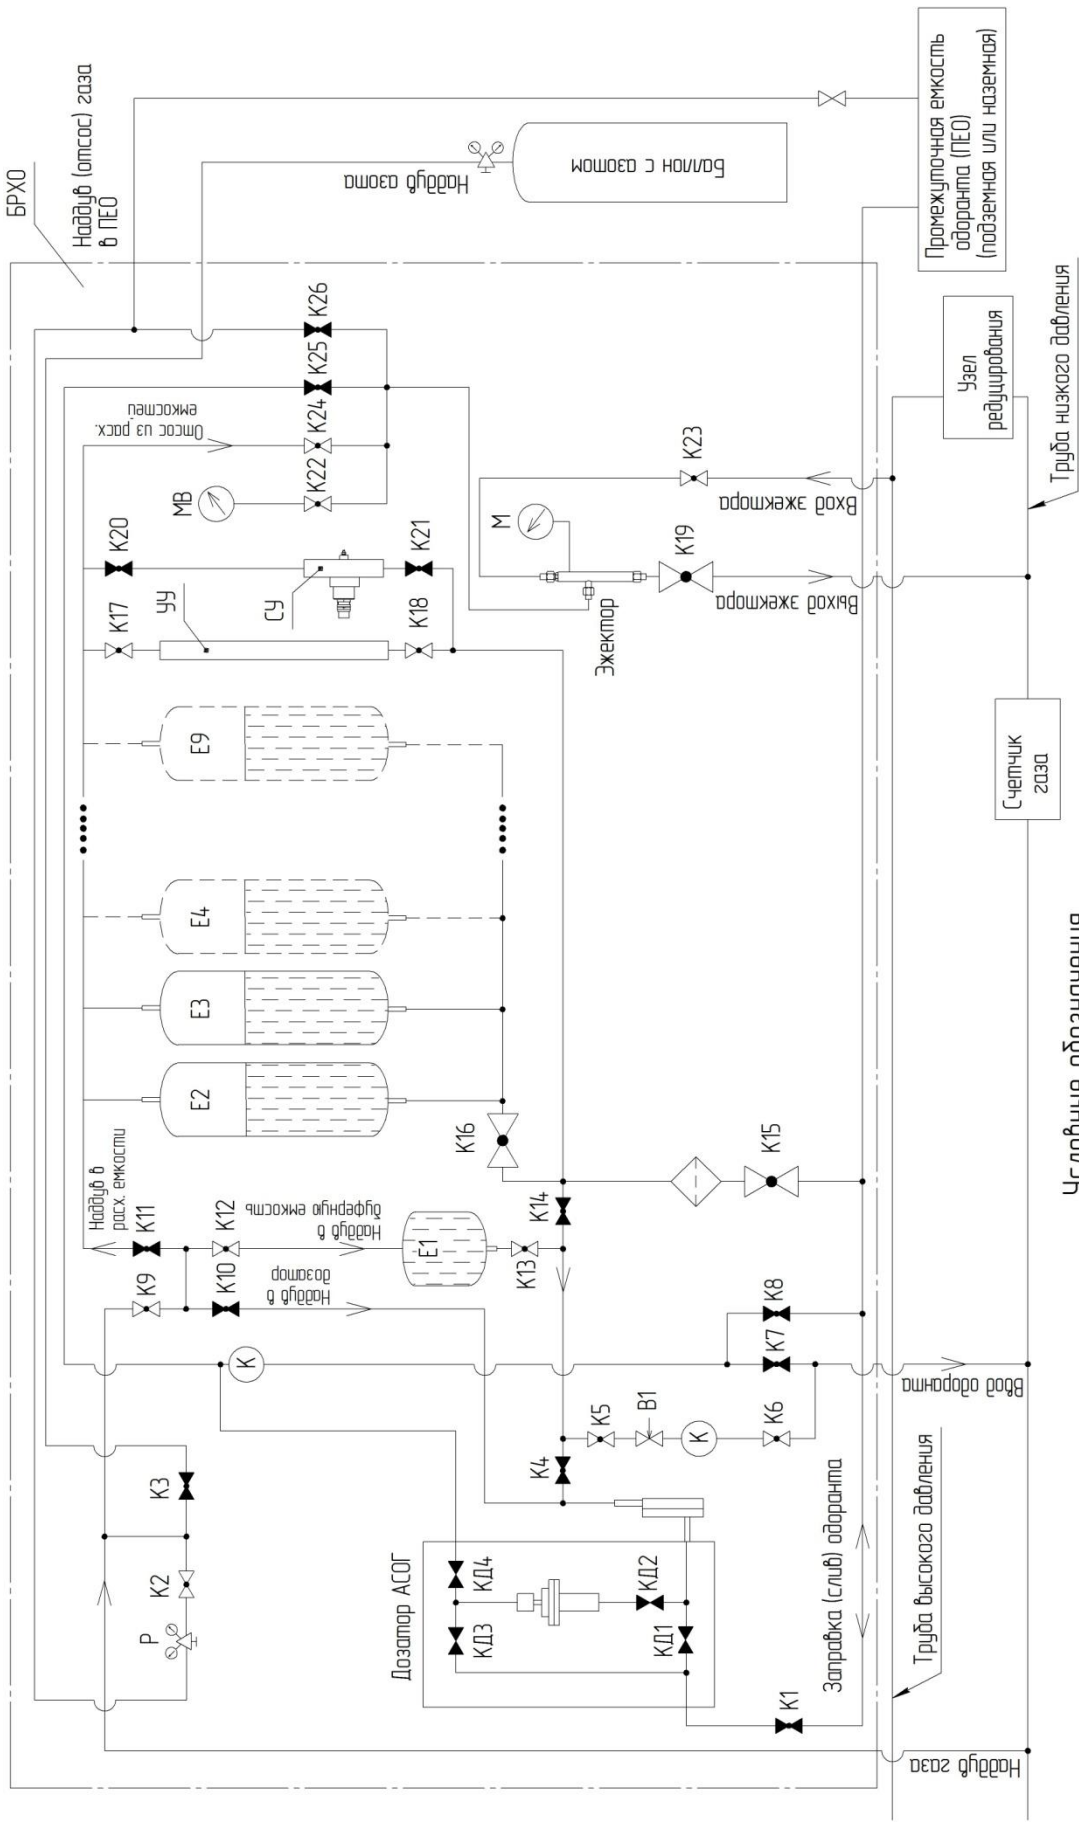 БРХО
Наддув (отсос) газа
в ПЕО
Наддув азота
Баллон с азотом
Промежуточная емкость
одоранта (ПЕО)
(подземная или наземная)
Узел
редуцирования
Труба низкого давления
Счетчик
газа
К26
К25
К24
К22
МВ
Отсос из расх.
емкостец
К20
К21
К17
К18
УУ
СУ
К23
М
К19
Эжектор
Вход эжектора
Выход эжектора
Е9
Е4
Е3
Е2
К16
К15
К14
Наддув в
расх. емкости
К11
К12
К9
К10
Наддув в
буферную емкость
Наддув в
дозатор
Е1
К13
К
К8
К7
К5
В1
К
К6
К4
Ввод одоранта
К3
К2
Р
Дозатор АСОГ
КД4
КД3
КД2
КД1
К1
Заправка (слив) одоранта
Труба высокого давления
Наддув газа
Условные обозначения